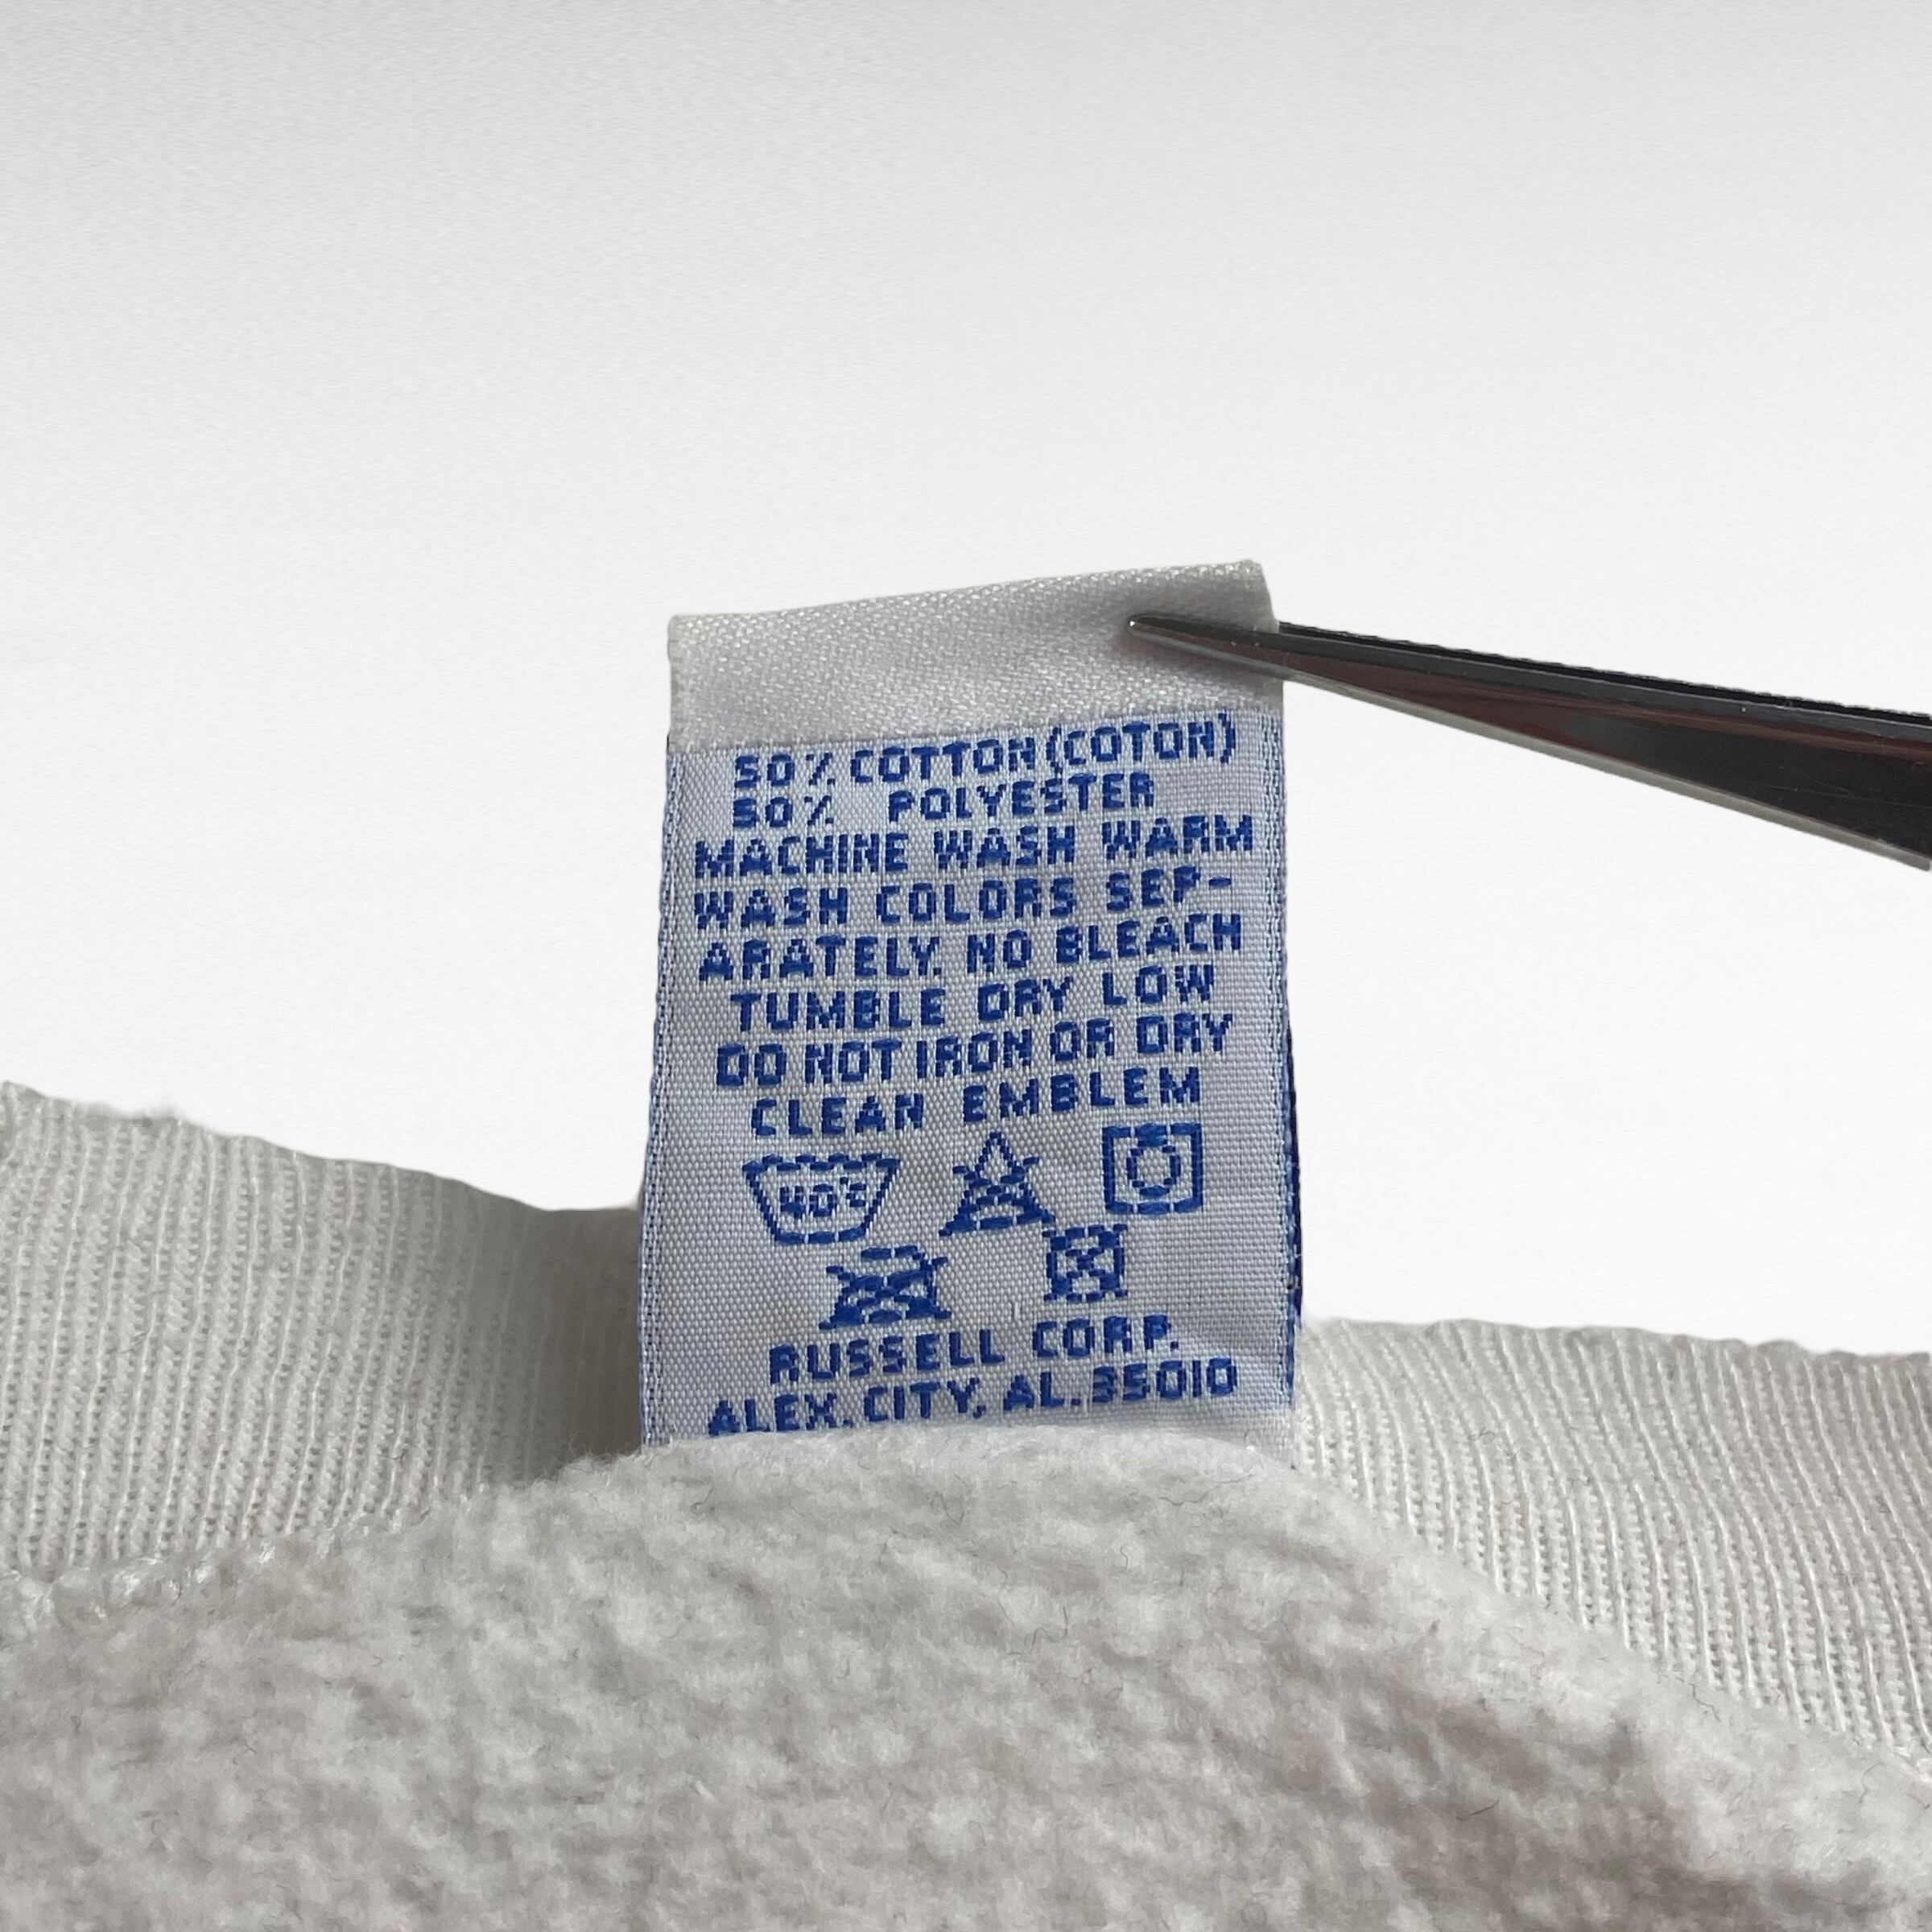 50% COTTON (COTON)
50% POLYESTER
MACHINE WASH WARM
WASH COLORS SEP-
ARATELY. NO BLEACH
TUMBLE DRY LOW
DO NOT IRON OR DRY
CLEAN EMBLEM
40°C
RUSSELL CORP.
ALEX. CITY, AL. 35010